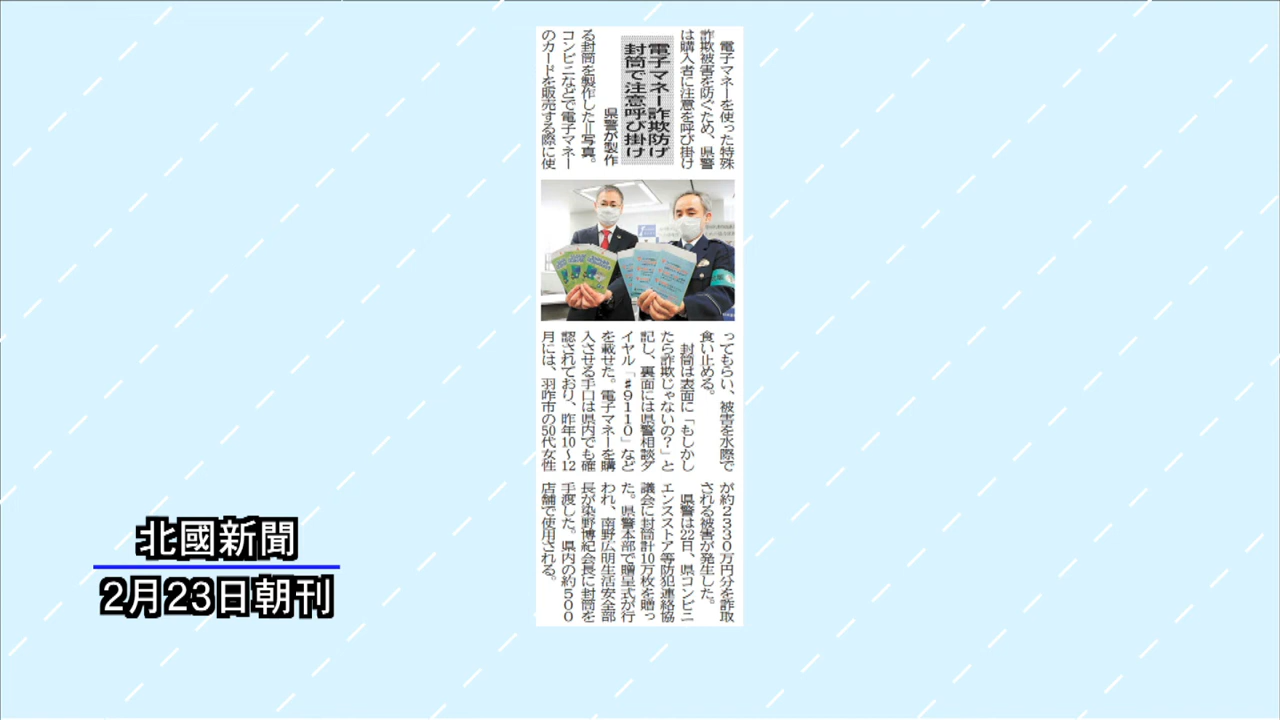 電子マネーを使った特殊
詐欺被害を防ぐため、県警
は購入者に注意を呼び掛け
電子マネー詐欺防げ
封筒で注意呼び掛け
県警が製作
る封筒を製作した=写真。
コンビニなどで電子マネー
のカードを販売する際に使
ってもらい、被害を水際で
食い止める。
封筒は表面に「もしかし
たら詐欺じゃないの?」と
記し、裏面には県警相談ダ
イヤル「♯9110」など
を載せた。電子マネーを購
入させる手口は県内でも確
認されており、昨年10~12
月には、羽咋市の50代女性
が約2330万円分を詐取
される被害が発生した。
県警は22日、県コンビニ
エンスストア等防犯連絡協
議会に封筒計10万枚を贈っ
た。県警本部で贈呈式が行
われ、南野広明生活安全部
長が染野博紀会長に封筒を
手渡した。県内の約500
店舗で使用される。
北國新聞
2月23日朝刊